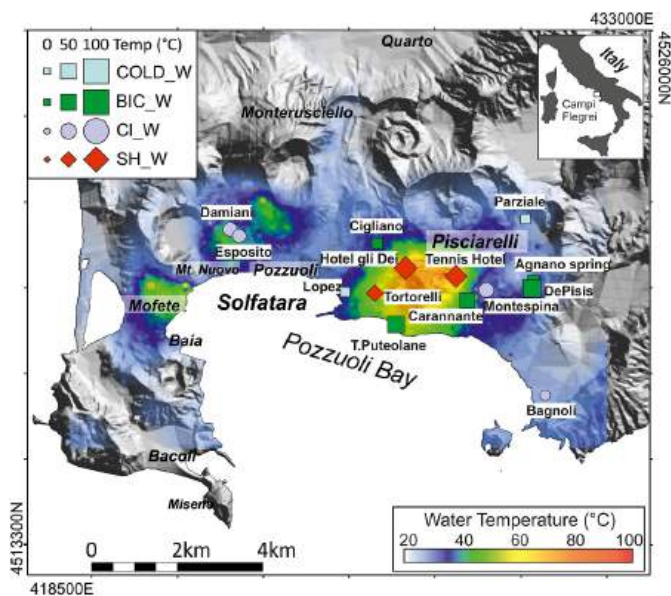 433000E
4526000N
0 50 100 Temp (°C)
COLD_W
BIC_W
CI_W
SH_W
Quarto
Monterusciello
Italy
Campi
Flegrei
Parziale
Damiani
Esposito
Cigliano
Pisciarelli
Hotel gli Dei
Tennis Hotel
Mt. Nuovo
Pozzuoli
Agnano spring
Mofete
Solfatara
Lopez
Tortorelli
DePisis
Carannante
Montespina
Baia
T.Puteolane
Pozzuoli Bay
Bagnoli
Bacoli
Miseno
0 2km 4km
Water Temperature (°C)
20 40 60 80 100
4513300N
418500E